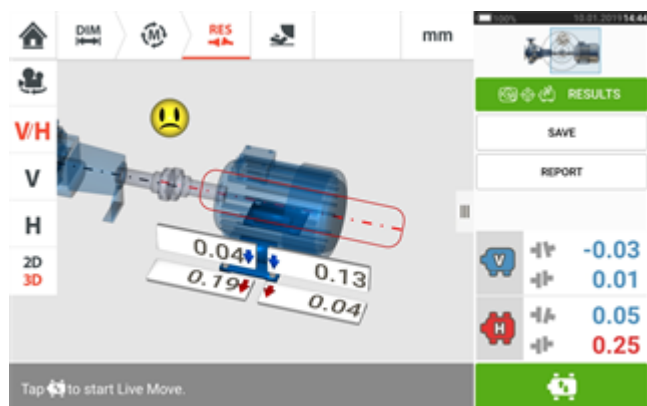 DIM
M
RES
mm
100%
10.01.2019 14:44
RESULTS
SAVE
REPORT
V/H
V
H
2D
3D
0.04
0.13
0.19
0.04
V
-0.03
0.01
H
0.05
0.25
Tap to start Live Move.